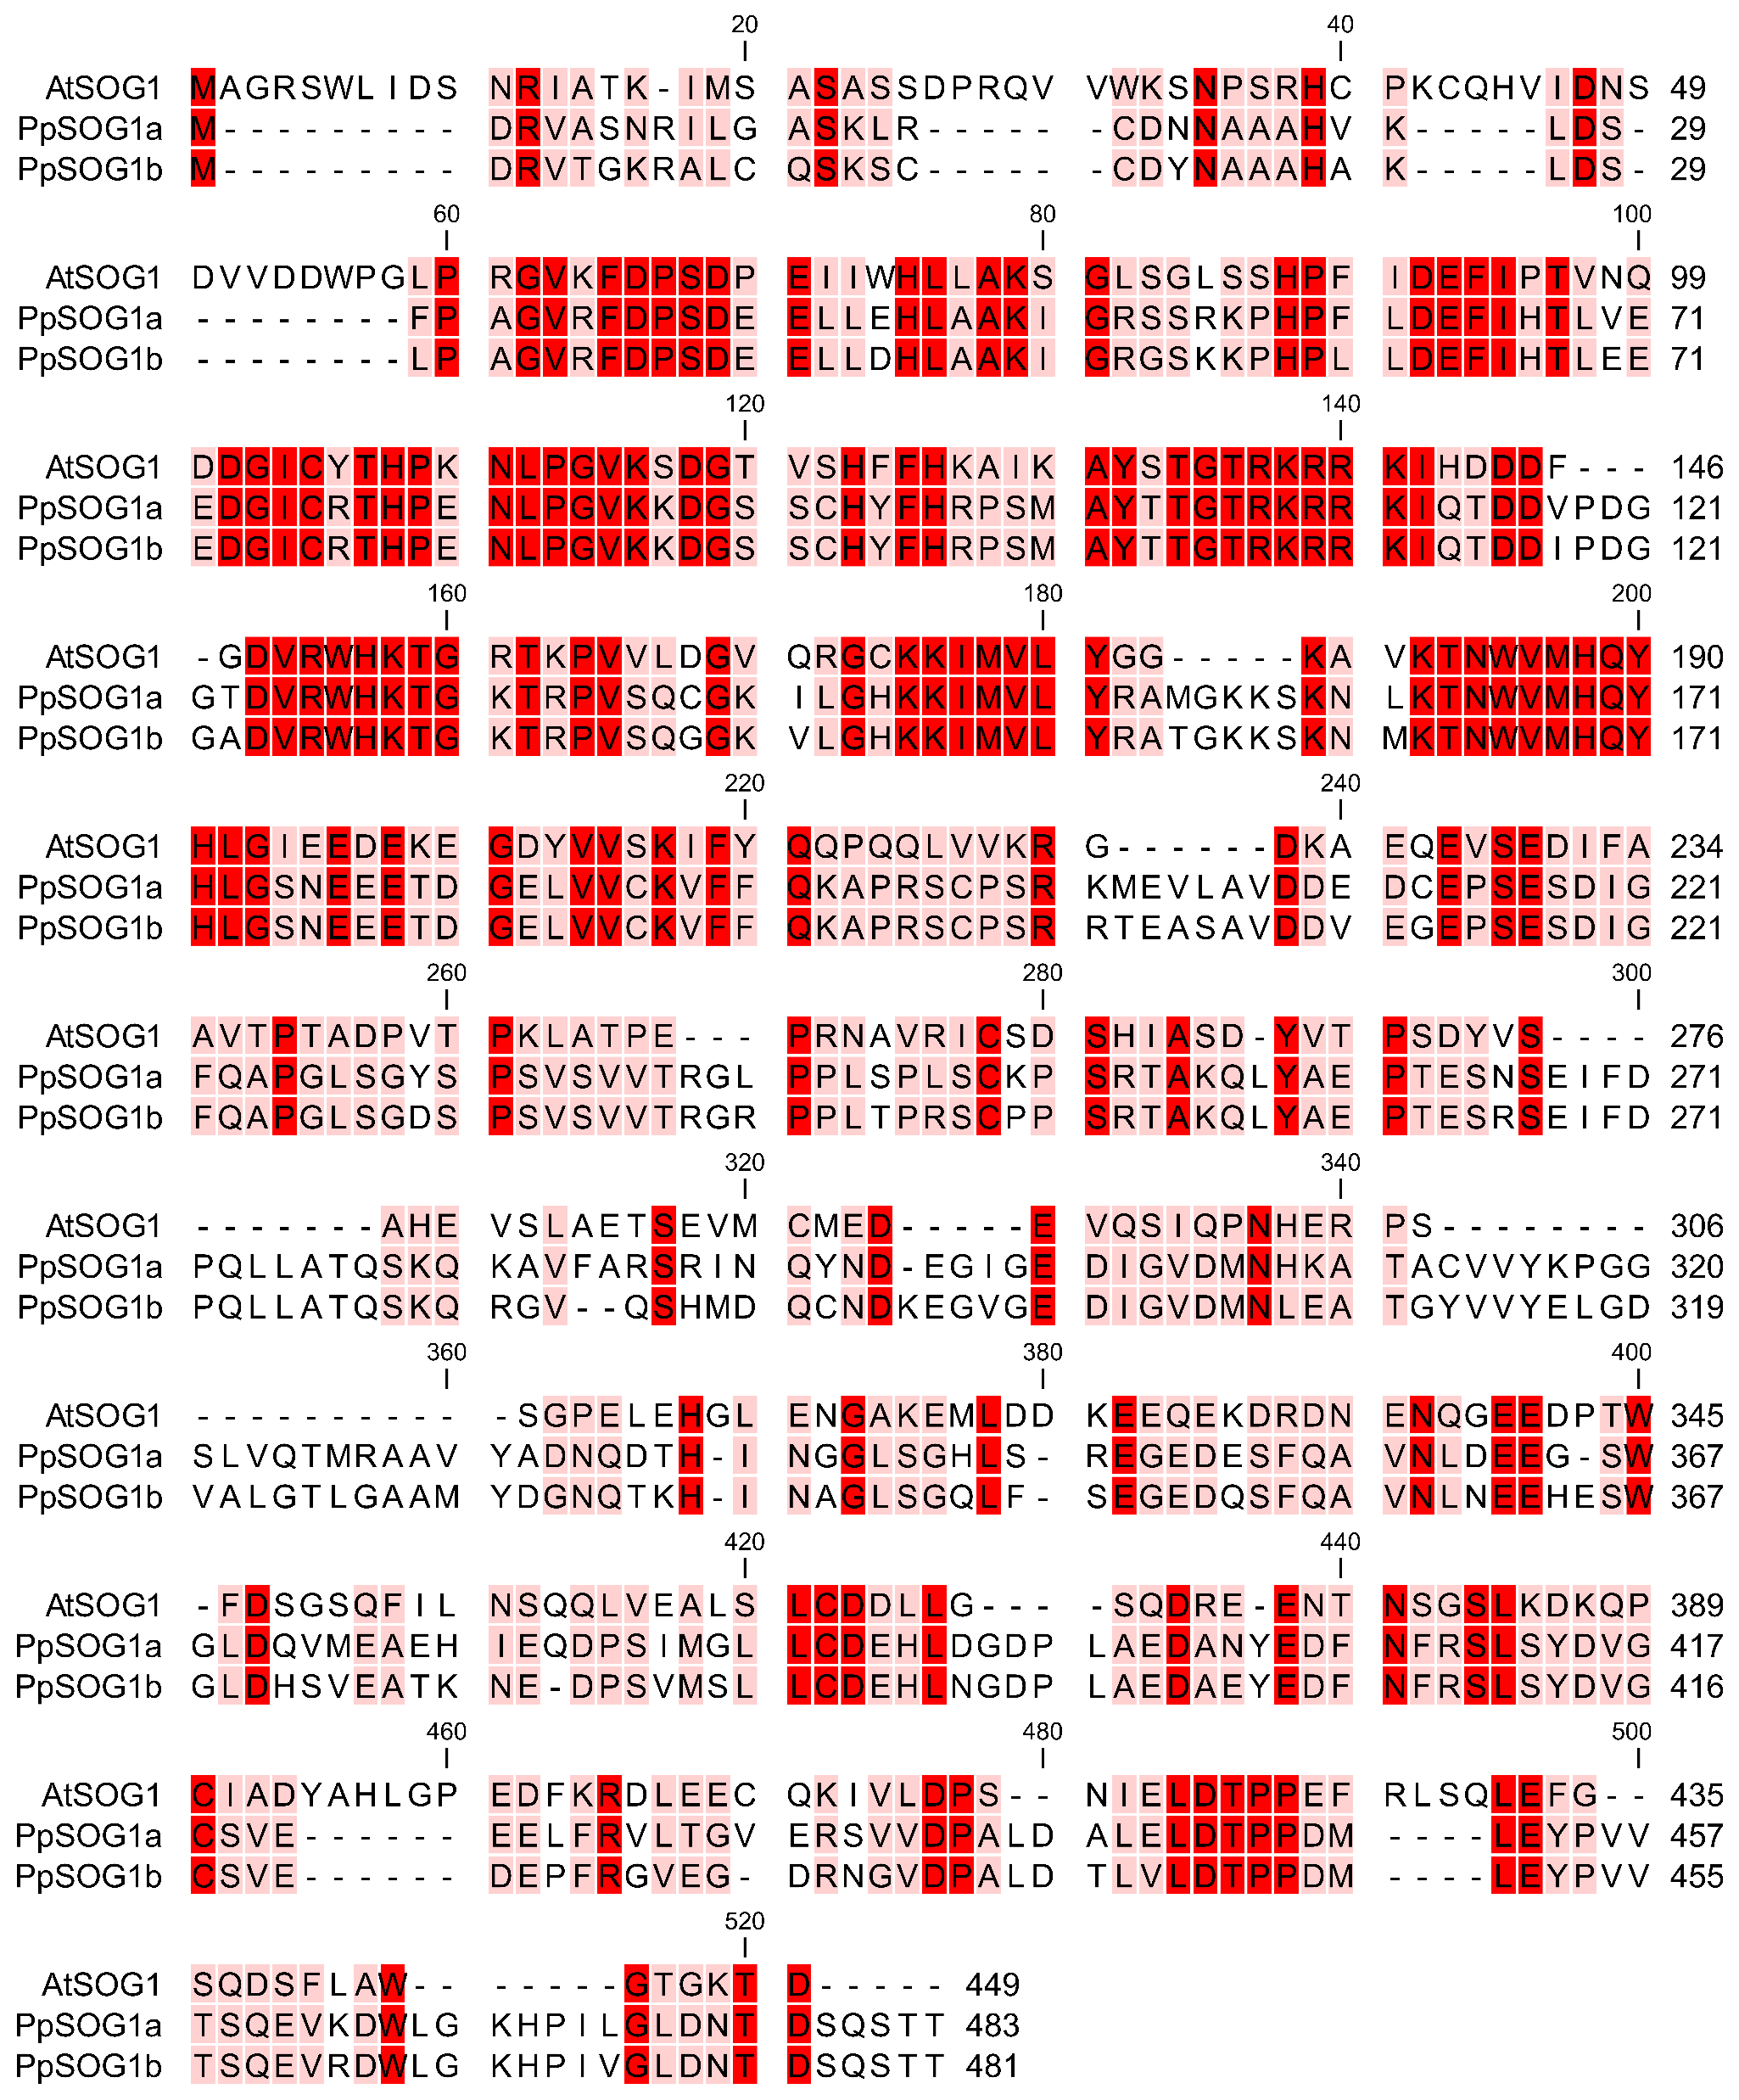 20 40
AtSOG1 MAGRSWLIDS NRIATK-IMS ASASSDPRQV VWKSNPSRHC PKCQHVIDNS 49
PpSOG1a M--------- DRVASNRILG ASKLR----- -CDNNAAAHV K-----LDS- 29
PpSOG1b M--------- DRVTGKRALC QSKSC----- -CDYNAAAHA K-----LDS- 29
60 80 100
AtSOG1 DVVDDWPGLP RGVKFDPSDP EIIWHLLAKS GLSGLSSHPF IDEFIPTVNQ 99
PpSOG1a --------FP AGVRFDPSDE ELLEHLAAKI GRSSRKPHPF LDEFIHTLVE 71
PpSOG1b --------LP AGVRFDPSDE ELLDHLAAKI GRGSKKPHPL LDEFIHTLEE 71
120 140
AtSOG1 DDGICYTHPK NLPGVKSDGT VSHFFHKAIK AYSTGTRKRR KIHDDDF--- 146
PpSOG1a EDGICRTHPE NLPGVKKDGS SCHYFHRPSM AYTTGTRKRR KIQTDDVPDG 121
PpSOG1b EDGICRTHPE NLPGVKKDGS SCHYFHRPSM AYTTGTRKRR KIQTDDIPDG 121
160 180 200
AtSOG1 -GDVRWHKTG RTKPVVLDGV QRGCKKIMVL YGG-----KA VKTNWVMHQY 190
PpSOG1a GTDVRWHKTG KTRPVSQCGK ILGHKKIMVL YRAMGKKSKN LKTNWVMHQY 171
PpSOG1b GADVRWHKTG KTRPVSQGGK VLGHKKIMVL YRATGKKSKN MKTNWVMHQY 171
220 240
AtSOG1 HLGIEEDEKE GDYVVSKIFY QQPQQLVVKR G------DKA EQEVSEDIFA 234
PpSOG1a HLGSNEEETD GELVVCKVFF QKAPRSCPSR KMEVLAVDDE DCEPSESDIG 221
PpSOG1b HLGSNEEETD GELVVCKVFF QKAPRSCPSR RTEASAVDDV EGEPSESDIG 221
260 280 300
AtSOG1 AVTPTADPVT PKLATPE--- PRNAVRICSD SHIASD-YVT PSDYVS---- 276
PpSOG1a FQAPGLSGYS PSVSVVTRGL PPLSPLSCKP SRTAKQLYAE PTESNSEIFD 271
PpSOG1b FQAPGLSGDS PSVSVVTRGR PPLTPRSCPP SRTAKQLYAE PTESRSEIFD 271
320 340
AtSOG1 -------AHE VSLAETSEVM CMED-----E VQSIQPNHER PS-------- 306
PpSOG1a PQLLATQSKQ KAVFARSRIN QYND-EGIGE DIGVDMNHKA TACVVYKPGG 320
PpSOG1b PQLLATQSKQ RGV--QSHMD QCNDKEGVGE DIGVDMNLEA TGYVVYELGD 319
360 380 400
AtSOG1 ---------- -SGPELEHGL ENGAKEMLDD KEEQEKDRDN ENQGEEDPTW 345
PpSOG1a SLVQTMRAAV YADNQDTH-I NGGLSGHLS- REGEDESFQA VNLDEEG-SW 367
PpSOG1b VALGTLGAAM YDGNQTKH-I NAGLSGQLF- SEGEDQSFQA VNLNEEHESW 367
420 440
AtSOG1 -FDSGSQFIL NSQQLVEALS LCDDLLG--- -SQDRE-ENT NSGSLKDKQP 389
PpSOG1a GLDQVMEAEH IEQDPSIMGL LCDEHLDGDP LAEDANYEDF NFRSLSYDVG 417
PpSOG1b GLDHSVEATK NE-DPSVMSL LCDEHLNGDP LAEDAEYEDF NFRSLSYDVG 416
460 480 500
AtSOG1 CIADYAHLGP EDFKRDLEEC QKIVLDPS-- NIELDTPPEF RLSQLEFG-- 435
PpSOG1a CSVE------ EELFRVLTGV ERSVVDPALD ALELDTPPDM ----LEYPVV 457
PpSOG1b CSVE------ DEPFRGVEG- DRNGVDPALD TLVLDTPPDM ----LEYPVV 455
520
AtSOG1 SQDSFLAW-- -----GTGKT D----- 449
PpSOG1a TSQEVKDWLG KHPILGLDNT DSQSTT 483
PpSOG1b TSQEVRDWLG KHPIVGLDNT DSQSTT 481